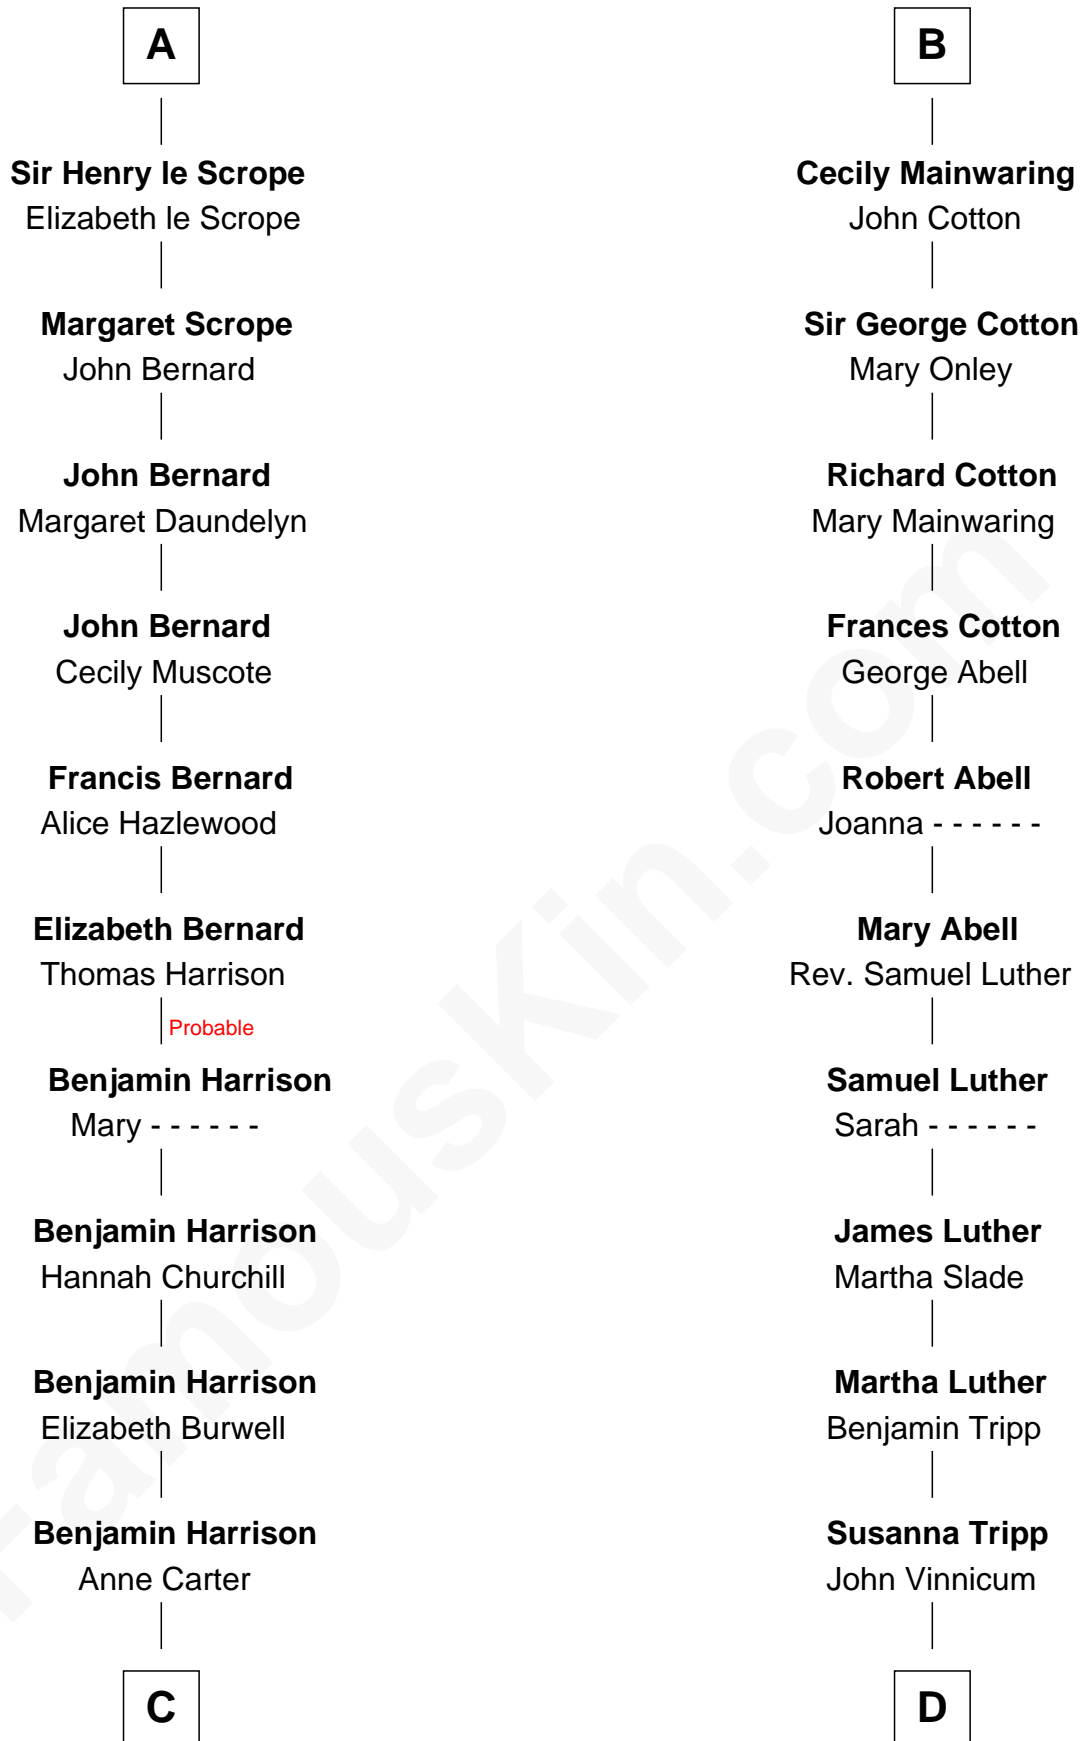 A
Sir Henry le Scrope
Elizabeth le Scrope
Margaret Scrope
John Bernard
John Bernard
Margaret Daundelyn
John Bernard
Cecily Muscote
Francis Bernard
Alice Hazlewood
Elizabeth Bernard
Thomas Harrison
Probable
Benjamin Harrison
Mary - - - - - -
Benjamin Harrison
Hannah Churchill
Benjamin Harrison
Elizabeth Burwell
Benjamin Harrison
Anne Carter
C
B
Cecily Mainwaring
John Cotton
Sir George Cotton
Mary Onley
Richard Cotton
Mary Mainwaring
Frances Cotton
George Abell
Robert Abell
Joanna - - - - - -
Mary Abell
Rev. Samuel Luther
Samuel Luther
Sarah - - - - - -
James Luther
Martha Slade
Martha Luther
Benjamin Tripp
Susanna Tripp
John Vinnicum
D
FamousKin.com